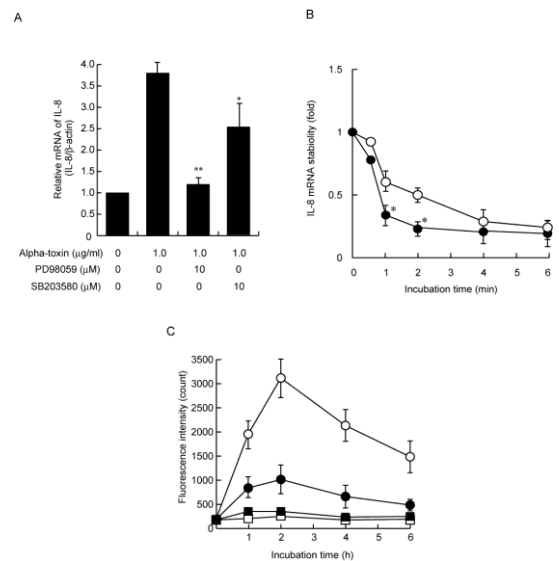 A
Relative mRNA of IL-8
(IL-8/β-actin)
4.0
3.5
3.0
2.5
2.0
1.5
1.0
0.5
0
**
*
Alpha-toxin (μg/ml) 0 1.0 1.0 1.0
PD98059 (μM) 0 0 10 0
SB203580 (μM) 0 0 0 10
B
IL-8 mRNA stabiolity (fold)
1.5
1
0.5
0
*
*
0 1 2 3 4 5 6
Incubation time (min)
C
Fluorescence intensity (count)
3500
3000
2500
2000
1500
1000
500
0
1 2 3 4 5 6
Incubation time (h)